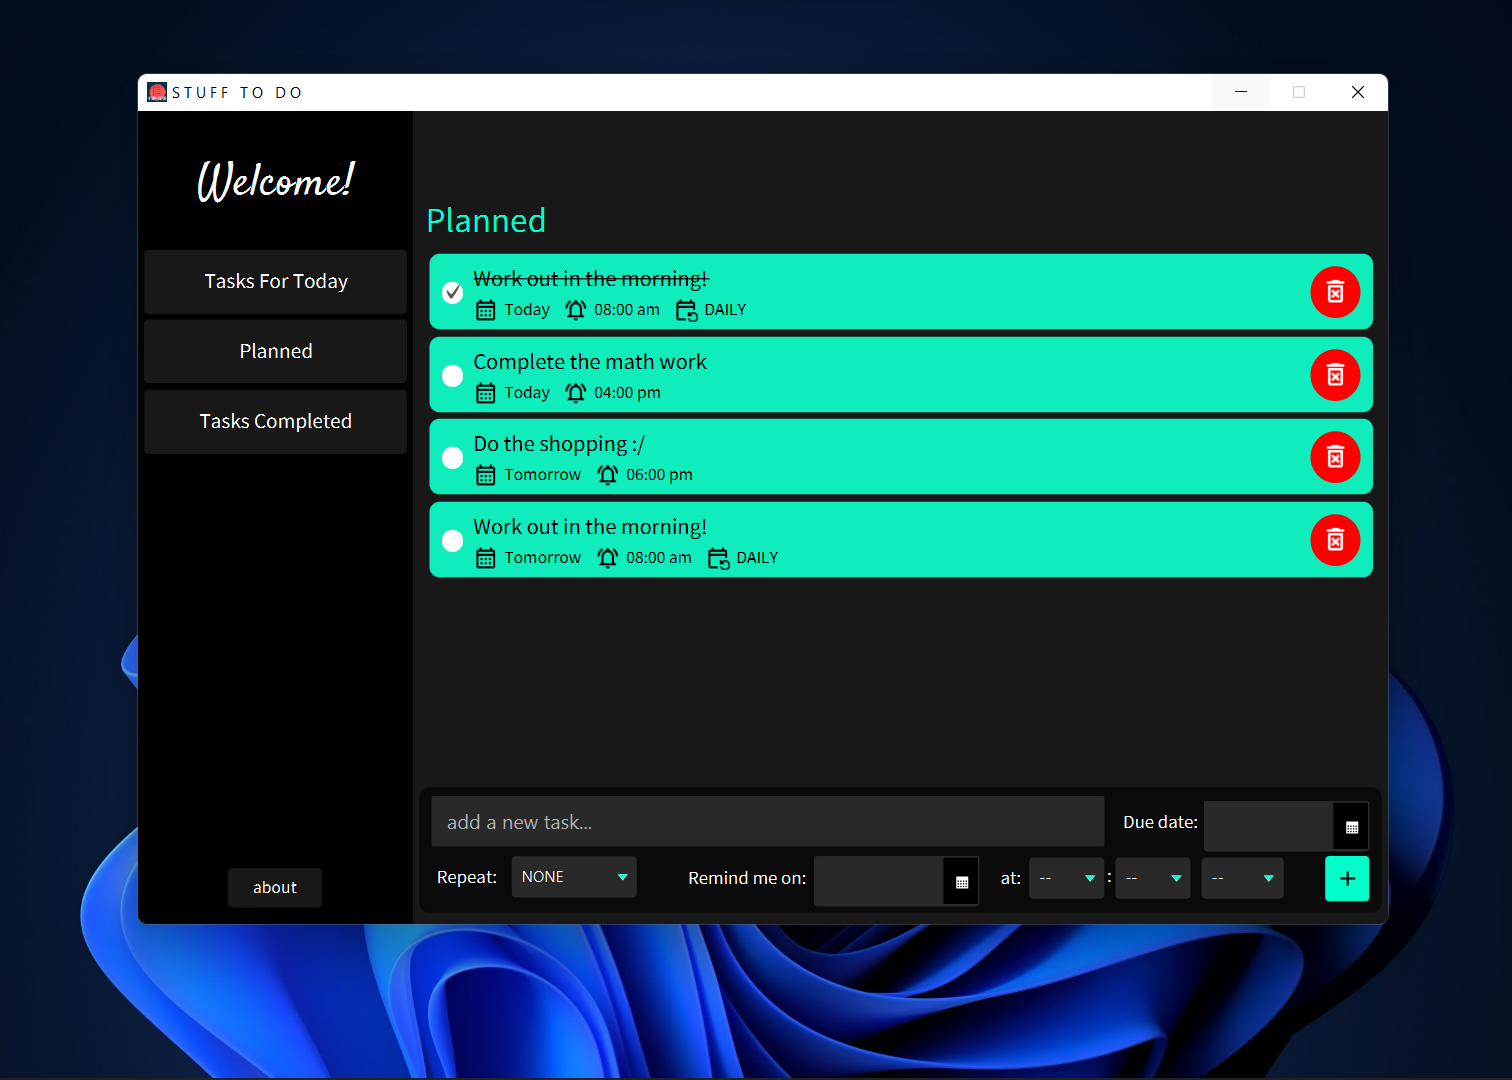 STUFF TO DO
Welcome!
Tasks For Today
Planned
Tasks Completed
about
Planned
Work out in the morning!
Today 08:00 am DAILY
Complete the math work
Today 04:00 pm
Do the shopping :/
Tomorrow 06:00 pm
Work out in the morning!
Tomorrow 08:00 am DAILY
add a new task... Due date:
Repeat: NONE Remind me on: at: -- : -- -- +